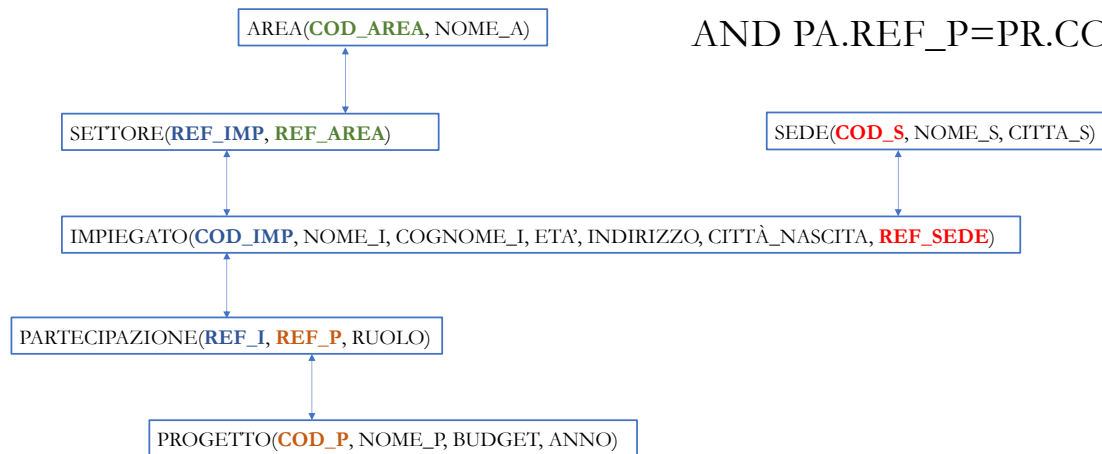 AREA(COD_AREA, NOME_A)
AND PA.REF_P=PR.CO
SETTORE(REF_IMP, REF_AREA)
SEDE(COD_S, NOME_S, CITTA_S)
IMPIEGATO(COD_IMP, NOME_I, COGNOME_I, ETA’, INDIRIZZO, CITTÀ_NASCITA, REF_SEDE)
PARTECIPAZIONE(REF_I, REF_P, RUOLO)
PROGETTO(COD_P, NOME_P, BUDGET, ANNO)